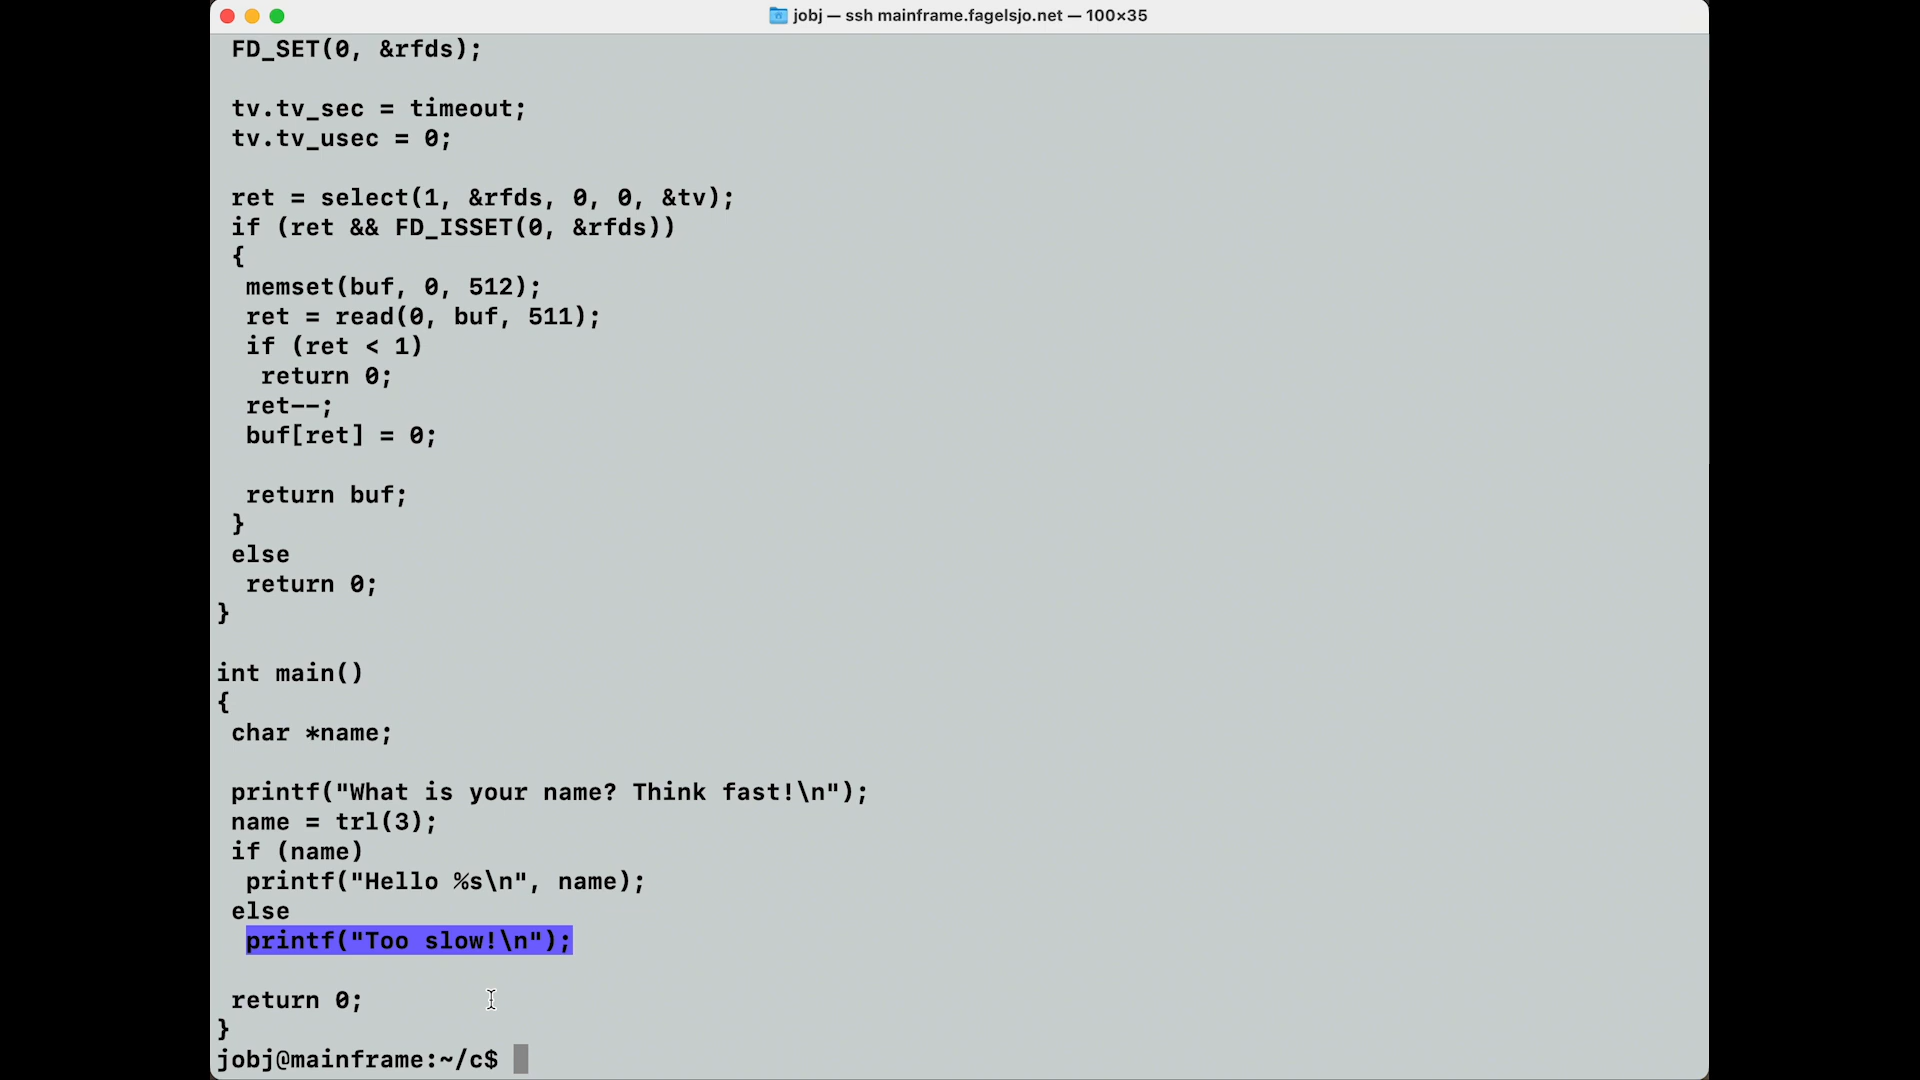 jobj — ssh mainframe.fagelsjo.net — 100×35
FD_SET(0, &rfds);
tv.tv_sec = timeout;
tv.tv_usec = 0;
ret = select(1, &rfds, 0, 0, &tv);
if (ret && FD_ISSET(0, &rfds))
{
memset(buf, 0, 512);
ret = read(0, buf, 511);
if (ret < 1)
return 0;
ret--;
buf[ret] = 0;
return buf;
}
else
return 0;
}
int main()
{
char *name;
printf("What is your name? Think fast!\n");
name = trl(3);
if (name)
printf("Hello %s\n", name);
else
printf("Too slow!\n");
return 0;
}
jobj@mainframe:~/c$